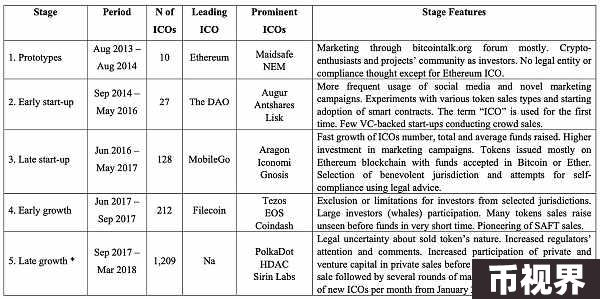 Stage Period N of ICOs Leading ICO Prominent ICOs Stage Features
1. Prototypes Aug 2013 – Aug 2014 10 Ethereum Maidsafe NEM
Marketing through bitcointalk.org forum mostly. Crypto-
enthusiasts and projects' community as investors. No legal entity or
compliance thought except for Ethereum ICO.
2. Early start-up Sep 2014 – May 2016 27 The DAO Augur Antshares Lisk
More frequent usage of social media and novel marketing
campaigns. Experiments with various token sales types and starting
adoption of smart contracts. The term "ICO" is used for the first
time. Few VC-backed start-ups conducting crowd sales.
3. Late start-up Jun 2016 – May 2017 128 MobileGo Aragon Iconomi Gnosis
Fast growth of ICOs number, total and average funds raised. Higher
investment in marketing campaigns. Tokens issued mostly on
Ethereum blockchain with funds accepted in Bitcoin or Ether.
Selection of benevolent jurisdiction and attempts for self-
compliance using legal advice.
4. Early growth Jun 2017 – Sep 2017 212 Filecoin Tezos EOS Coindash
Exclusion or limitations for investors from selected jurisdictions.
Large investors (whales) participation. Many tokens sales raise
unseen before funds in very short time. Pioneering of SAFT sales.
5. Late growth * Sep 2017 – Mar 2018 1,209 Na PolkaDot HDAC Sirin Labs
Legal uncertainty about sold token's nature. Increased regulators'
attention and comments. Increased participation of private and
venture capital in private sales before
sale followed by several rounds of
of new ICOs per month from January
币视界